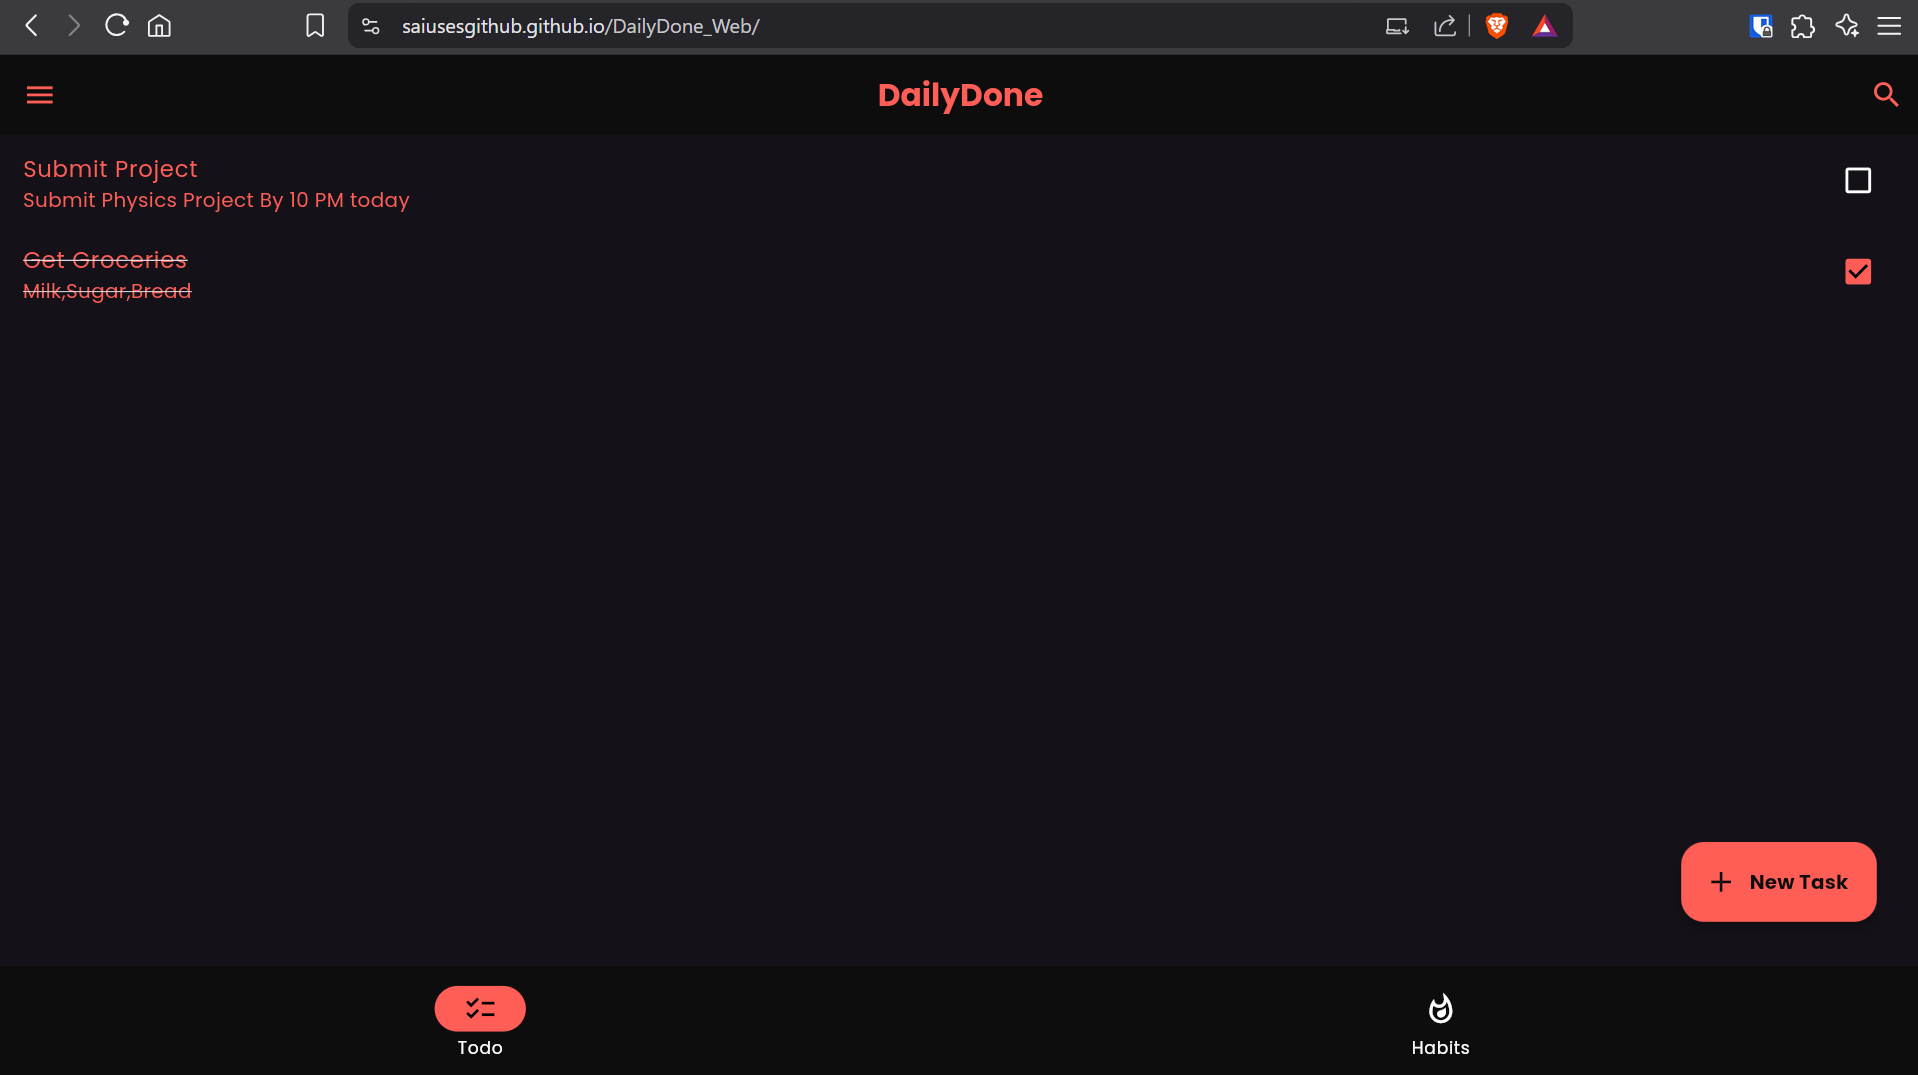 saiusesgithub.github.io/DailyDone_Web/
DailyDone
Submit Project
Submit Physics Project By 10 PM today
Get Groceries
Milk,Sugar,Bread
New Task
Todo
Habits